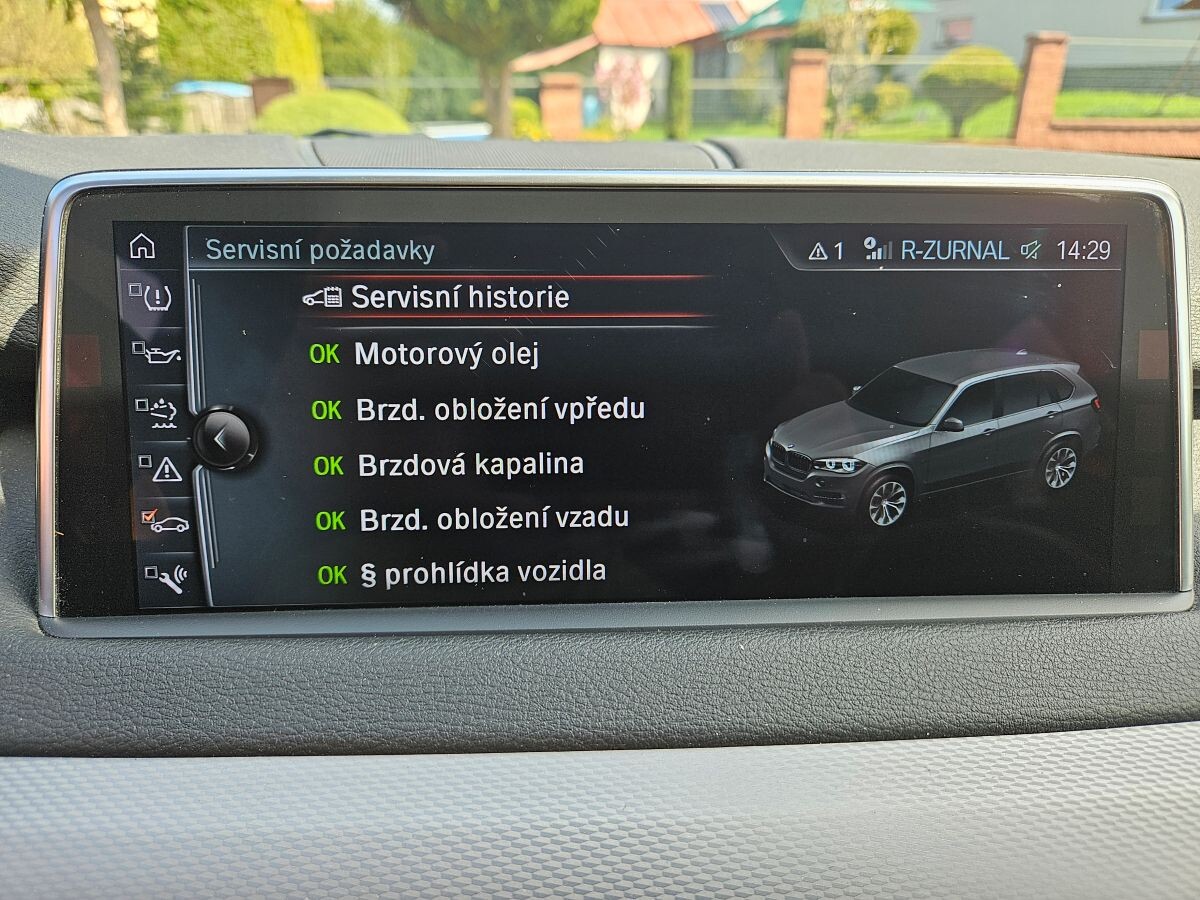 Servisní požadavky
1 R-ZURNAL 14:29
Servisní historie
OK Motorový olej
OK Brzd. obložení vpředu
OK Brzdová kapalina
OK Brzd. obložení vzadu
OK § prohlídka vozidla